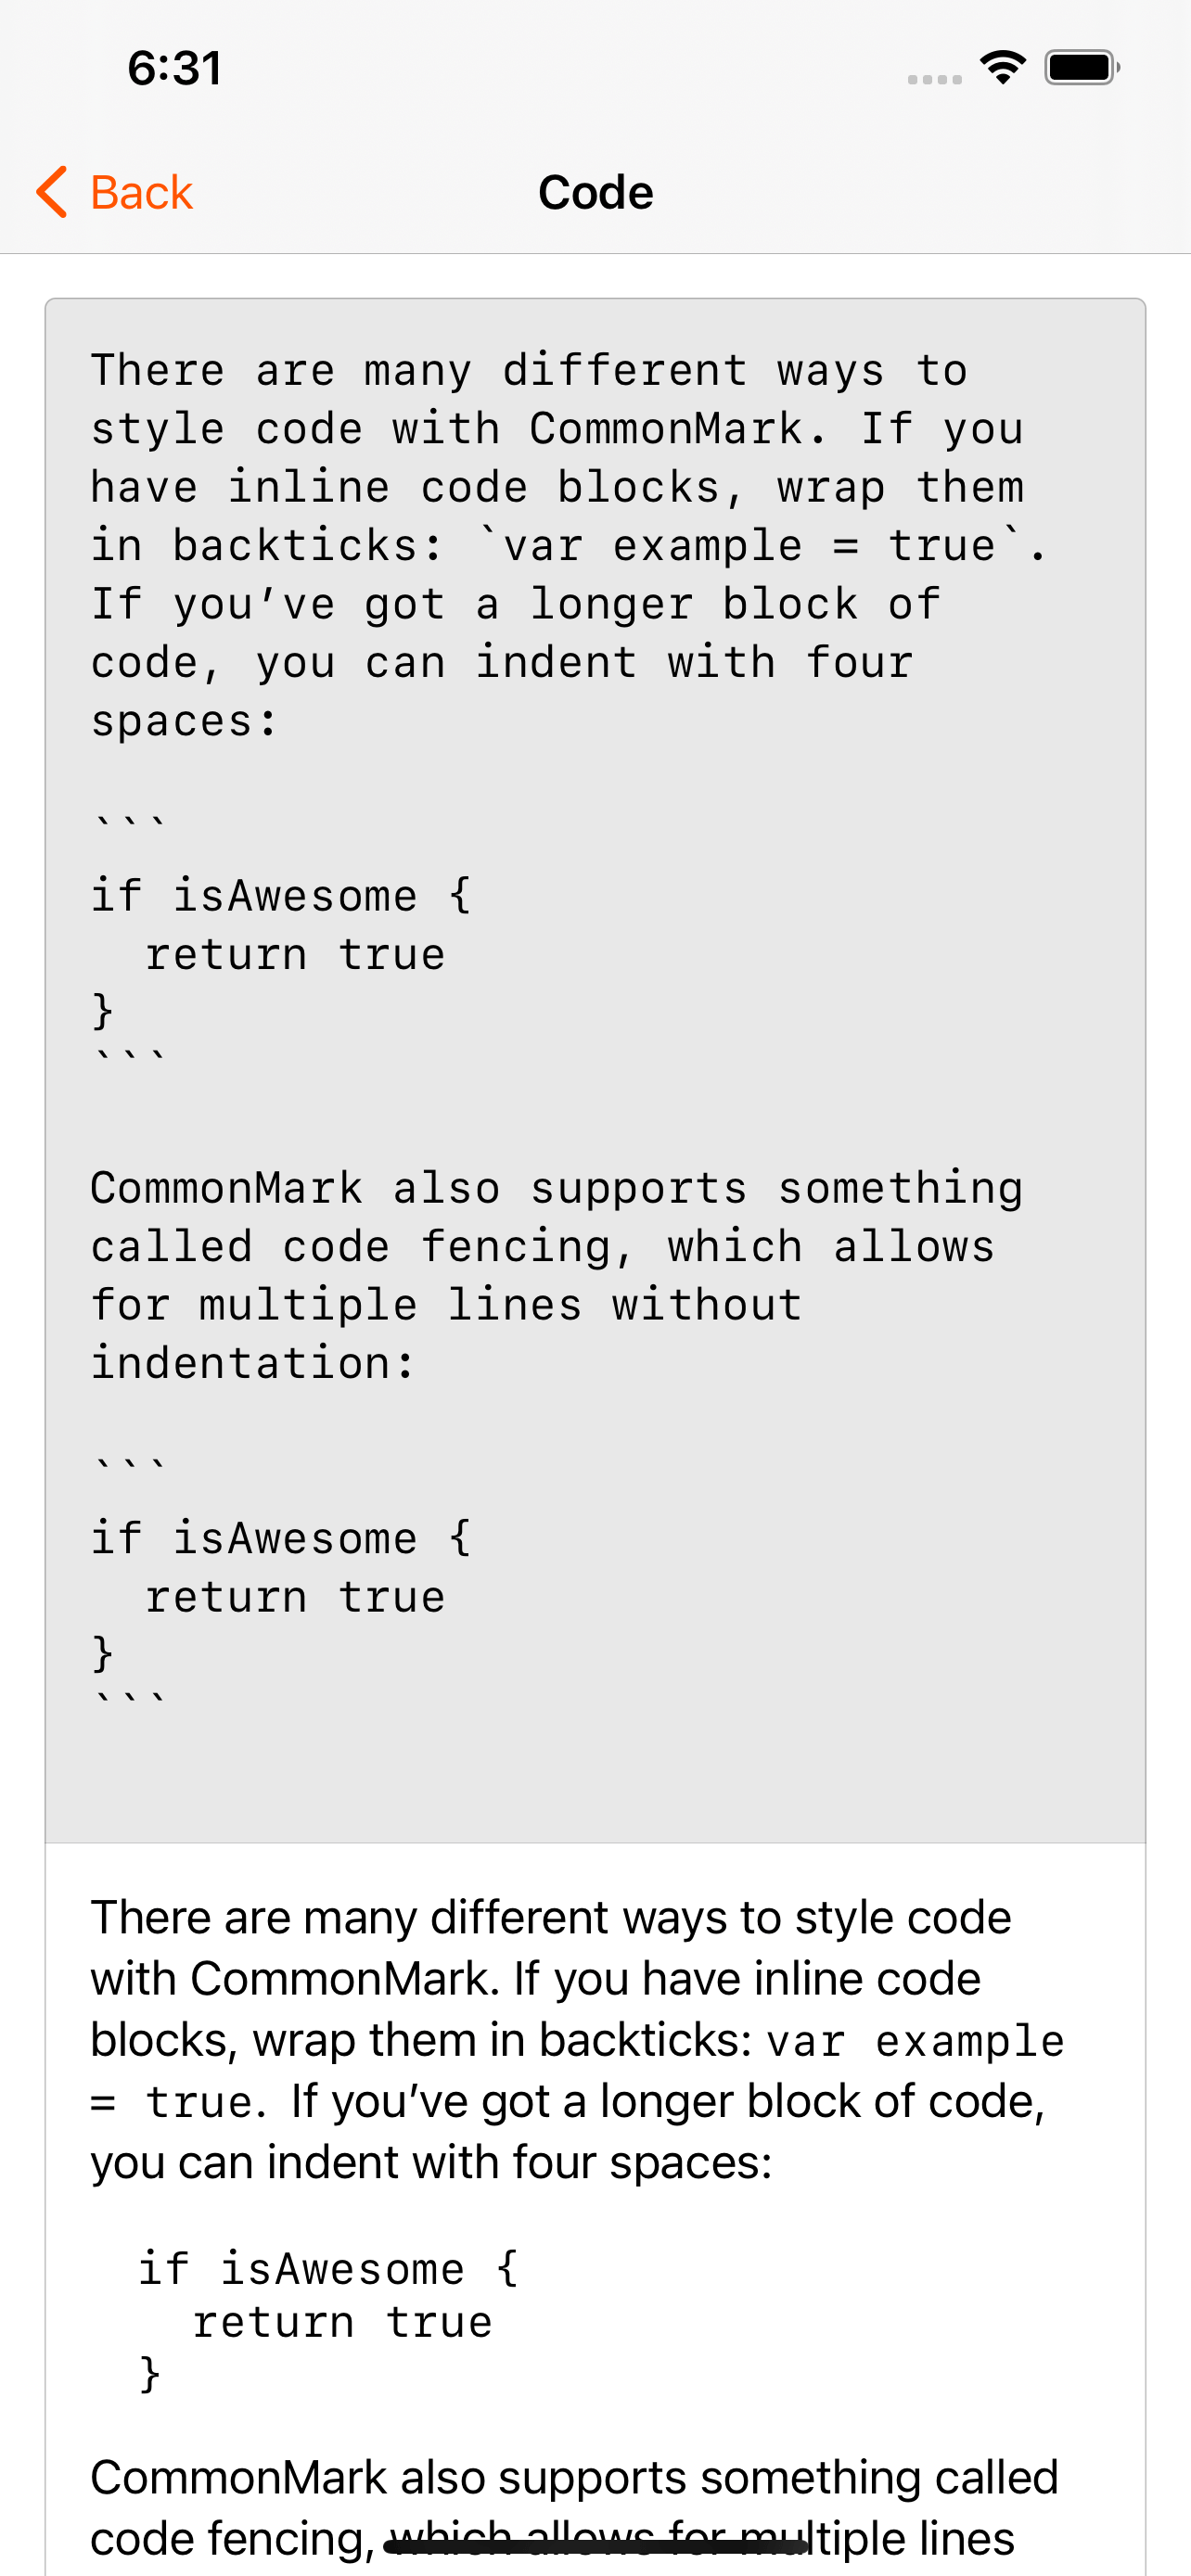 6:31
Back
Code
There are many different ways to
style code with CommonMark. If you
have inline code blocks, wrap them
in backticks: `var example = true`.
If you’ve got a longer block of
code, you can indent with four
spaces:
```
if isAwesome {
  return true
}
```
CommonMark also supports something
called code fencing, which allows
for multiple lines without
indentation:
```
if isAwesome {
  return true
}
```
There are many different ways to style code
with CommonMark. If you have inline code
blocks, wrap them in backticks: var example
= true. If you’ve got a longer block of code,
you can indent with four spaces:
if isAwesome {
  return true
}
CommonMark also supports something called
code fencing, which allows for multiple lines